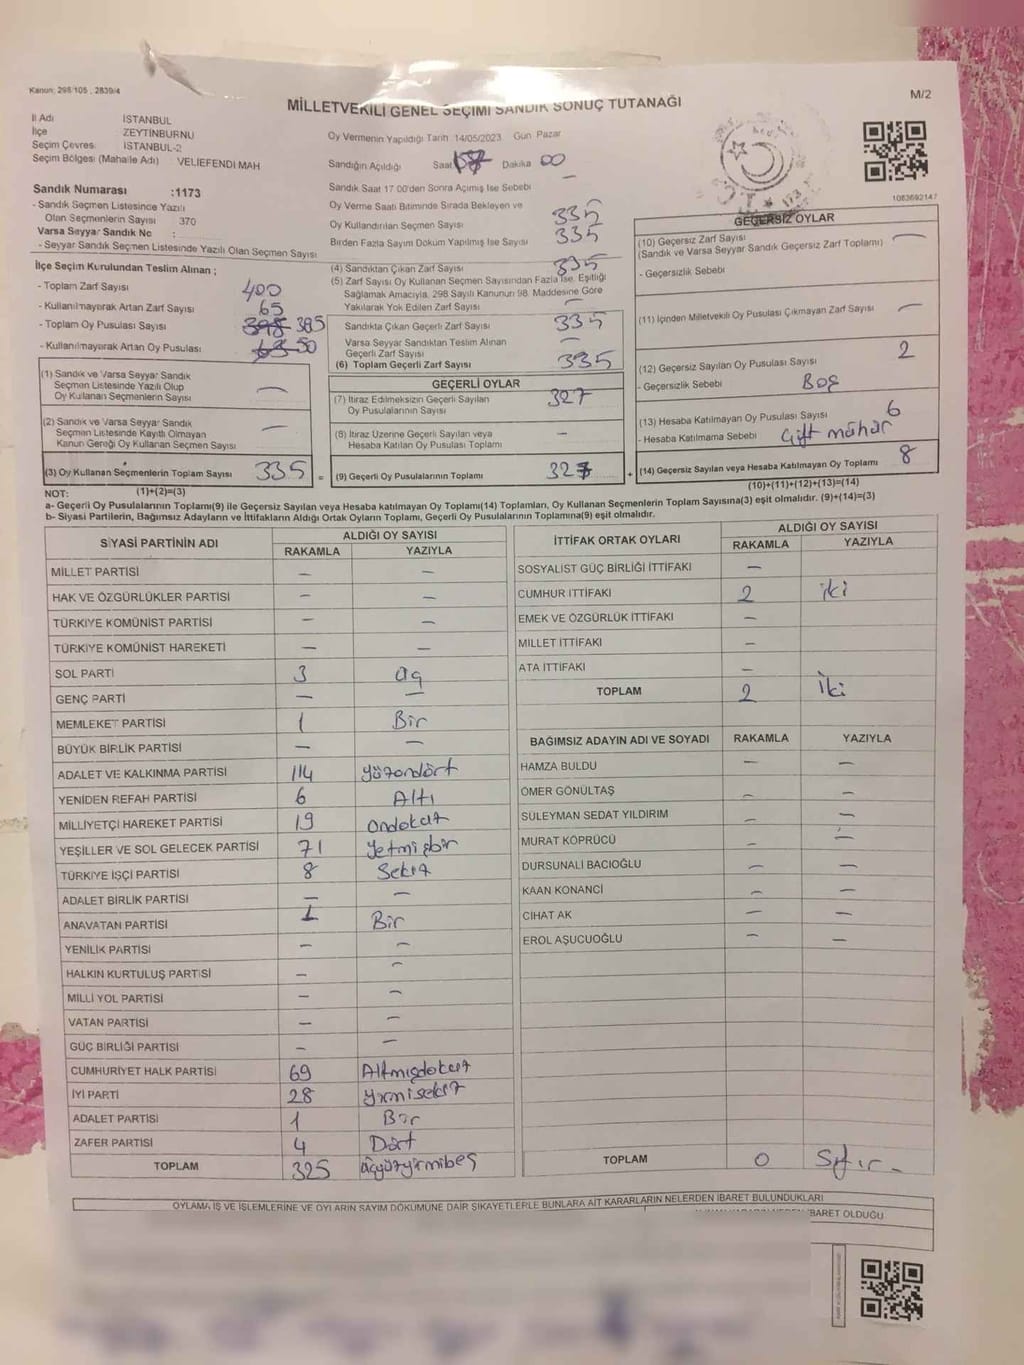 Kanun: 298/105 , 2839/4
M/2
MİLLETVEKİLİ GENEL SEÇİMİ SANDIK SONUÇ TUTANAĞI
İl Adı İSTANBUL
İlçe ZEYTİNBURNU
Seçim Çevres. İSTANBUL-2
Seçim Bölgesi (Mahalle Adı) VELİEFENDİ MAH
Oy Vermenin Yapıldığı Tarih 14/05/2023 Gün Pazar
Sandığın Açıldığı Saat Dakika 00
Sandık Numarası :1173
- Sandık Seçmen Listesinde Yazılı
Olan Seçmenlerin Sayısı 370
Varsa Seyyar Sandık No :
- Seyyar Sandık Seçmen Listesinde Yazılı Olan Seçmen Sayısı
Sandık Saat 17 00'den Sonra Açımış İse Sebebi
Oy Verme Saati Bitiminde Sırada Bekleyen ve
Oy Kullandırılan Seçmen Sayısı 335
Birden Fazla Sayım Döküm Yapılmış İse Sayısı 335
1083692147
İlçe Seçim Kurulundan Teslim Alınan ;
- Toplam Zarf Sayısı 400
- Kullanılmayarak Artan Zarf Sayısı 65
- Toplam Oy Pusulası Sayısı 398 385
- Kullanılmayarak Artan Oy Pusulası 63 50
(1) Sandık ve Varsa Seyyar Sandık
Seçmen Listesinde Yazılı Olup
Oy Kullanan Seçmenlerin Sayısı —
(2) Sandık ve Varsa Seyyar Sandık
Seçmen Listesinde Kayıtlı Olmayan
Kanun Gereği Oy Kullanan Seçmen Sayısı —
(3) Oy Kullanan Seçmenlerin Toplam Sayısı 335
(1)+(2)=(3)
(4) Sandıktan Çıkan Zarf Sayısı 335
(5) Zarf Sayısı Oy Kullanan Seçmen Sayısından Fazla İse, Eşitliği
Sağlamak Amacıyla, 298 Sayılı Kanunun 98. Maddesine Göre
Yakılarak Yok Edilen Zarf Sayısı —
Sandıkta Çıkan Geçerli Zarf Sayısı 335
Varsa Seyyar Sandıktan Teslim Alınan
Geçerli Zarf Sayısı —
(6) Toplam Geçerli Zarf Sayısı 335
GEÇERLİ OYLAR
(7) İtiraz Edilmeksizin Geçerli Sayılan
Oy Pusulalarının Sayısı 327
(8) İtiraz Üzerine Geçerli Sayılan veya
Hesaba Katılan Oy Pusulalarının Toplamı —
= (9) Geçerli Oy Pusulalarının Toplamı 327
GEÇERSİZ OYLAR
(10) Geçersiz Zarf Sayısı —
(Sandık ve Varsa Seyyar Sandık Geçersiz Zarf Toplamı)
- Geçersizlik Sebebi
(11) İçinden Milletvekili Oy Pusulası Çıkmayan Zarf Sayısı —
(12) Geçersiz Sayılan Oy Pusulası Sayısı 2
- Geçersizlik Sebebi Boş
(13) Hesaba Katılmayan Oy Pusulası Sayısı 6
- Hesaba Katılmama Sebebi Çift mühür
+ (14) Geçersiz Sayılan veya Hesaba Katılmayan Oy Toplamı 8
(10)+(11)+(12)+(13)=(14)
NOT:
a- Geçerli Oy Pusulalarının Toplamı(9) ile Geçersiz Sayılan veya Hesaba katılmayan Oy Toplamı(14) Toplamları, Oy Kullanan Seçmenlerin Toplam Sayısına(3) eşit olmalıdır. (9)+(14)=(3)
b- Siyasi Partilerin, Bağımsız Adayların ve İttifakların Aldığı Ortak Oyların Toplamı, Geçerli Oy Pusulalarının Toplamına(9) eşit olmalıdır.
SİYASİ PARTİNİN ADI ALDIĞI OY SAYISI
RAKAMLA YAZIYLA
MİLLET PARTİSİ — —
HAK VE ÖZGÜRLÜKLER PARTİSİ — —
TÜRKİYE KOMÜNİST PARTİSİ — —
TÜRKİYE KOMÜNİST HAREKETİ — —
SOL PARTİ 3 üç
GENÇ PARTİ — —
MEMLEKET PARTİSİ 1 Bir
BÜYÜK BİRLİK PARTİSİ — —
ADALET VE KALKINMA PARTİSİ 114 yüzondört
YENİDEN REFAH PARTİSİ 6 Altı
MİLLİYETÇİ HAREKET PARTİSİ 19 ondokuz
YEŞİLLER VE SOL GELECEK PARTİSİ 71 Yetmişbir
TÜRKİYE İŞÇİ PARTİSİ 8 Sekiz
ADALET BİRLİK PARTİSİ — —
ANAVATAN PARTİSİ 1 Bir
YENİLİK PARTİSİ — —
HALKIN KURTULUŞ PARTİSİ — —
MİLLİ YOL PARTİSİ — —
VATAN PARTİSİ — —
GÜÇ BİRLİĞİ PARTİSİ — —
CUMHURİYET HALK PARTİSİ 69 Altmışdokuz
İYİ PARTİ 28 yirmisekiz
ADALET PARTİSİ 1 Bir
ZAFER PARTİSİ 4 Dört
TOPLAM 325 üçyüzyirmibeş
İTTİFAK ORTAK OYLARI ALDIĞI OY SAYISI
RAKAMLA YAZIYLA
SOSYALİST GÜÇ BİRLİĞİ İTTİFAKI —
CUMHUR İTTİFAKI 2 iki
EMEK VE ÖZGÜRLÜK İTTİFAKI —
MİLLET İTTİFAKI —
ATA İTTİFAKI —
TOPLAM 2 İki
BAĞIMSIZ ADAYIN ADI VE SOYADI RAKAMLA YAZIYLA
HAMZA BULDU — —
ÖMER GÖNÜLTAŞ — —
SÜLEYMAN SEDAT YILDIRIM — —
MURAT KÖPRÜCÜ — —
DURSUNALİ BACIOĞLU — —
KAAN KONANCİ — —
CİHAT AK — —
EROL AŞUCUOĞLU — —
TOPLAM 0 Sıfır
OYLAMA İŞ VE İŞLEMLERİNE VE OYLARIN SAYIM DÖKÜMÜNE DAİR ŞİKAYETLERLE BUNLARA AİT KARARLARIN NELERDEN İBARET BULUNDUKLARI
İBARET OLDUĞU